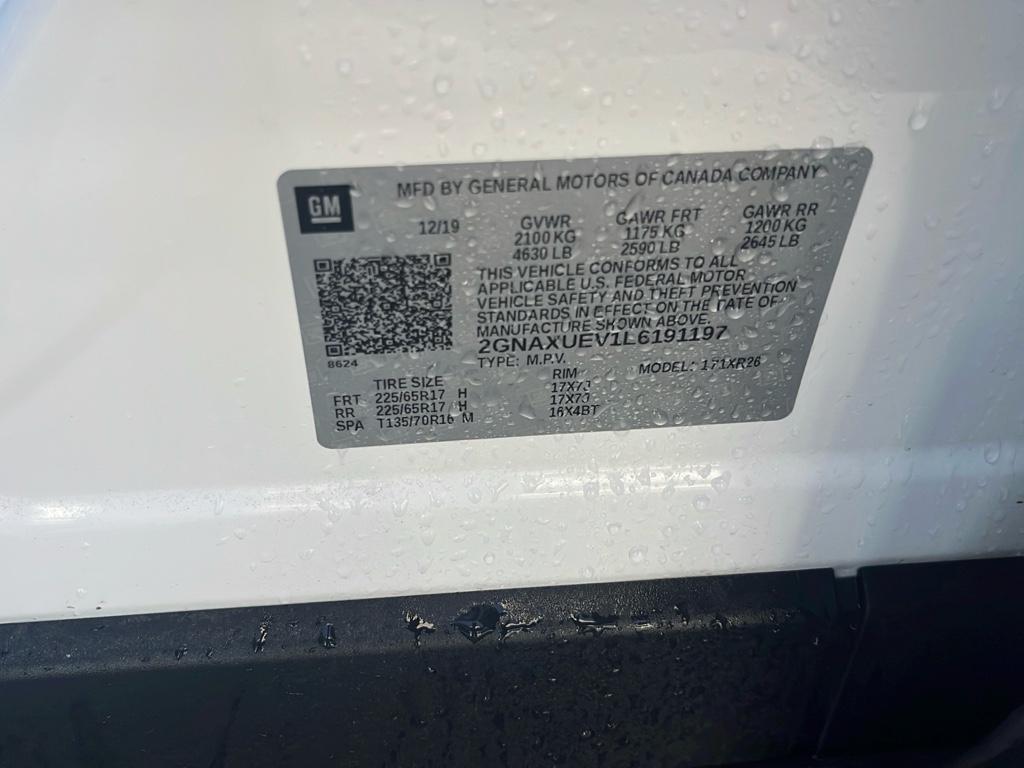 GM
MFD BY GENERAL MOTORS OF CANADA COMPANY
12/19 GVWR GAWR FRT GAWR RR
2100 KG 1175 KG 1200 KG
4630 LB 2590 LB 2645 LB
THIS VEHICLE CONFORMS TO ALL
APPLICABLE U.S. FEDERAL MOTOR
VEHICLE SAFETY AND THEFT PREVENTION
STANDARDS IN EFFECT ON THE DATE OF
MANUFACTURE SHOWN ABOVE.
2GNAXUEV1L6191197
8624
TYPE: M.P.V. MODEL: 1XR26
TIRE SIZE RIM
FRT 225/65R17 H 17X7J
RR 225/65R17 H 17X7J
SPA T135/70R16 M 16X4BT